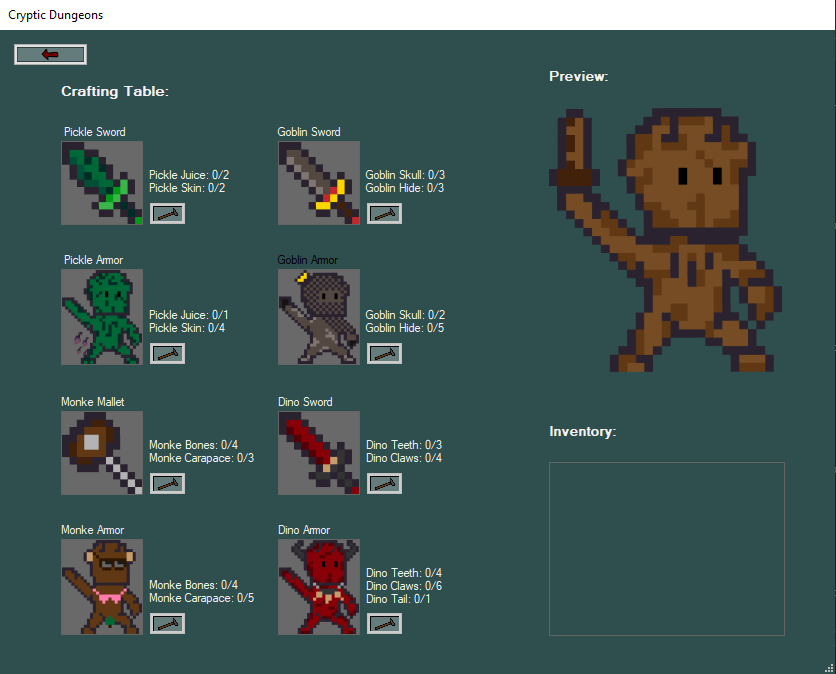 Cryptic Dungeons
Crafting Table:
Preview:
Pickle Sword
Pickle Juice: 0/2
Pickle Skin: 0/2
Goblin Sword
Goblin Skull: 0/3
Goblin Hide: 0/3
Pickle Armor
Pickle Juice: 0/1
Pickle Skin: 0/4
Goblin Armor
Goblin Skull: 0/2
Goblin Hide: 0/5
Monke Mallet
Monke Bones: 0/4
Monke Carapace: 0/3
Dino Sword
Dino Teeth: 0/3
Dino Claws: 0/4
Inventory:
Monke Armor
Monke Bones: 0/4
Monke Carapace: 0/5
Dino Armor
Dino Teeth: 0/4
Dino Claws: 0/6
Dino Tail: 0/1